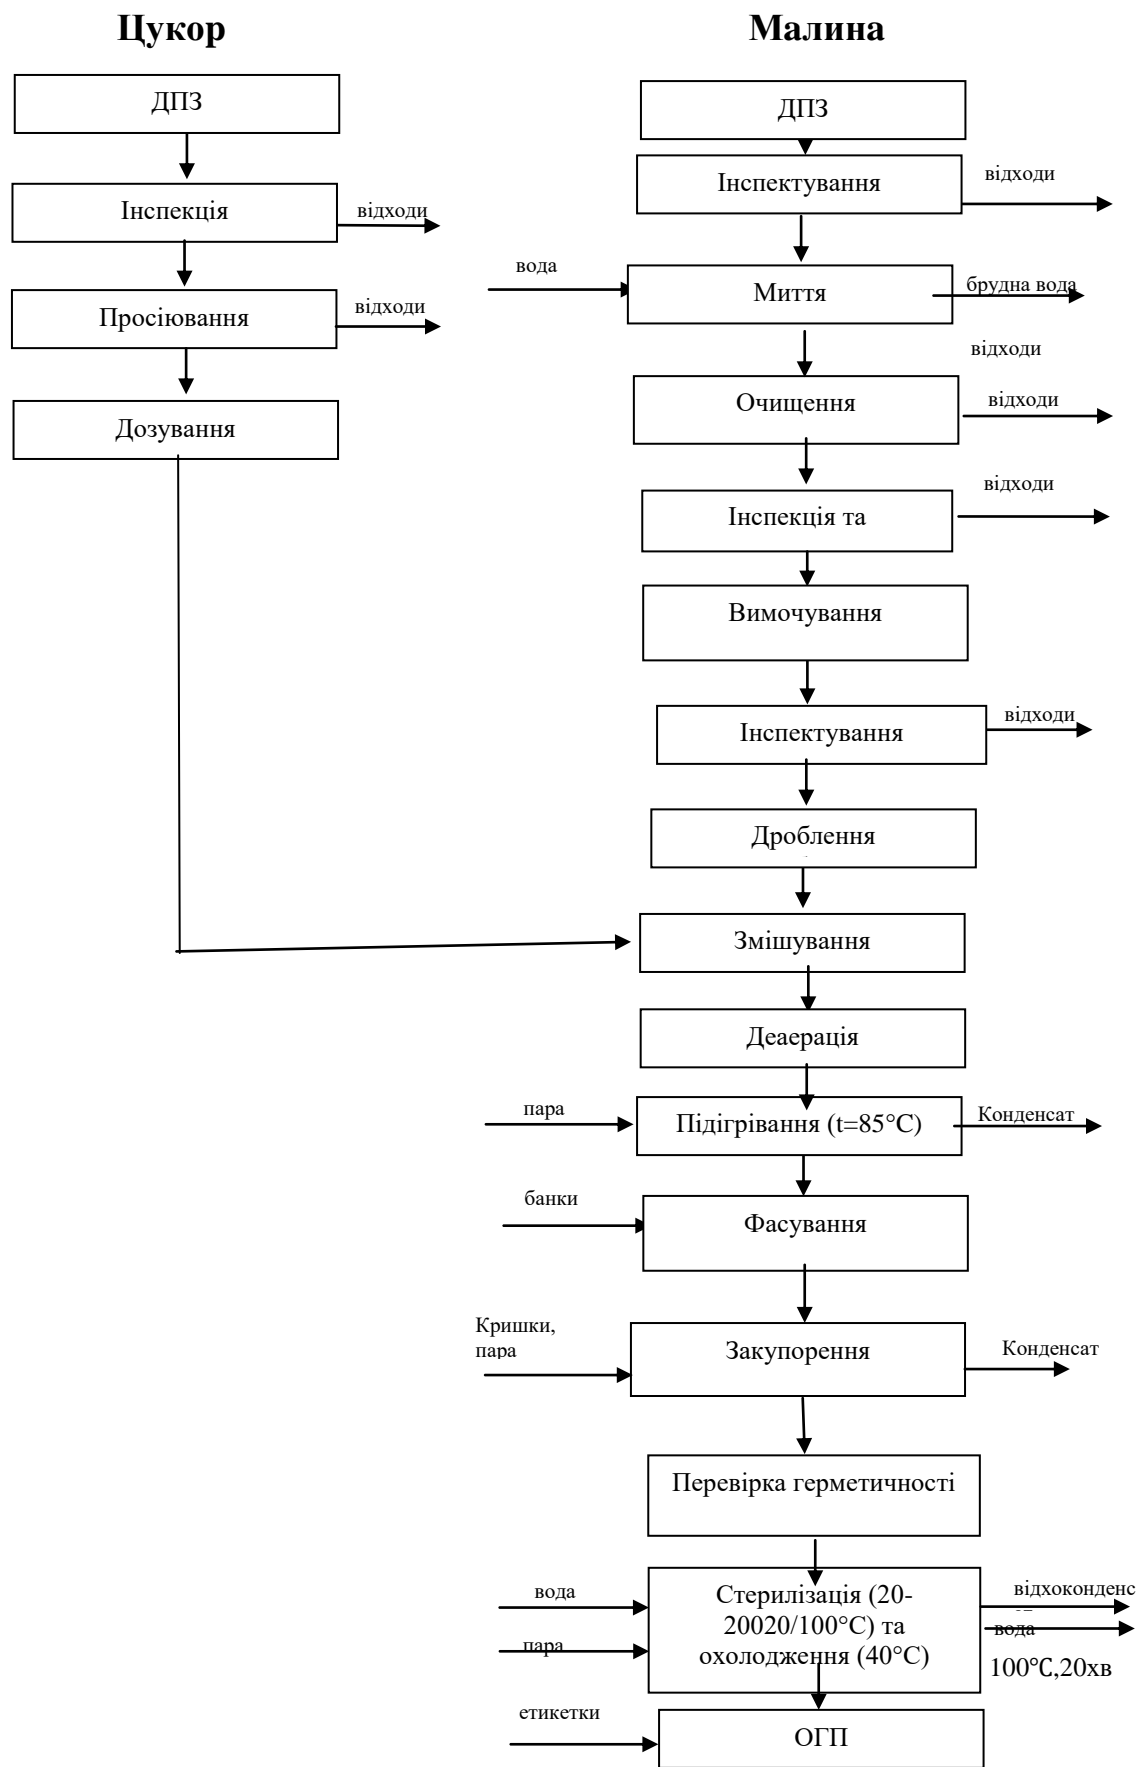 Цукор
Малина
ДПЗ
ДПЗ
Інспектування
відходи
Інспекція
відходи
вода
Миття
брудна вода
Просіювання
відходи
відходи
Очищення
відходи
Дозування
відходи
Інспекція та
Вимочування
Інспектування
відходи
Дроблення
Змішування
Деаерація
пара
Підігрівання (t=85°С)
Конденсат
банки
Фасування
Кришки,
пара
Закупорення
Конденсат
Перевірка герметичності
вода
Стерилізація (20-
20020/100°С) та
охолодження (40°С)
відхоконденс
пара
вода
100°С,20хв
етикетки
ОГП